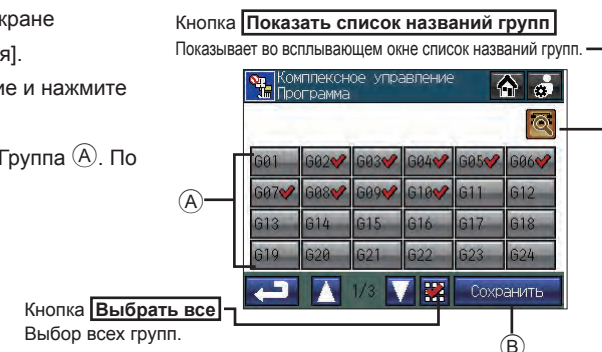 кране
я].
ие и нажмите
Группа Ⓐ. По
Кнопка Показать список названий групп
Показывает во всплывающем окне список названий групп.
Комплексное управление
Программа
G01 G02 G03 G04 G05 G06
G07 G08 G09 G10 G11 G12
G13 G14 G15 G16 G17 G18
G19 G20 G21 G22 G23 G24
1/3 Сохранить
Ⓐ
Кнопка Выбрать все
Выбор всех групп.
Ⓑ